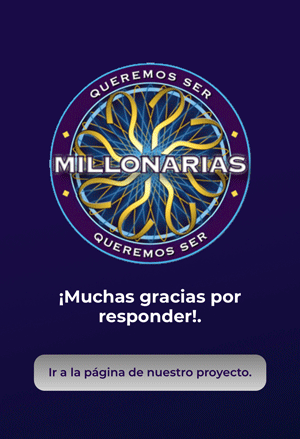 QUEREMOS SER
MILLONARIAS
QUEREMOS SER
¡Muchas gracias por
responder!.
Ir a la página de nuestro proyecto.